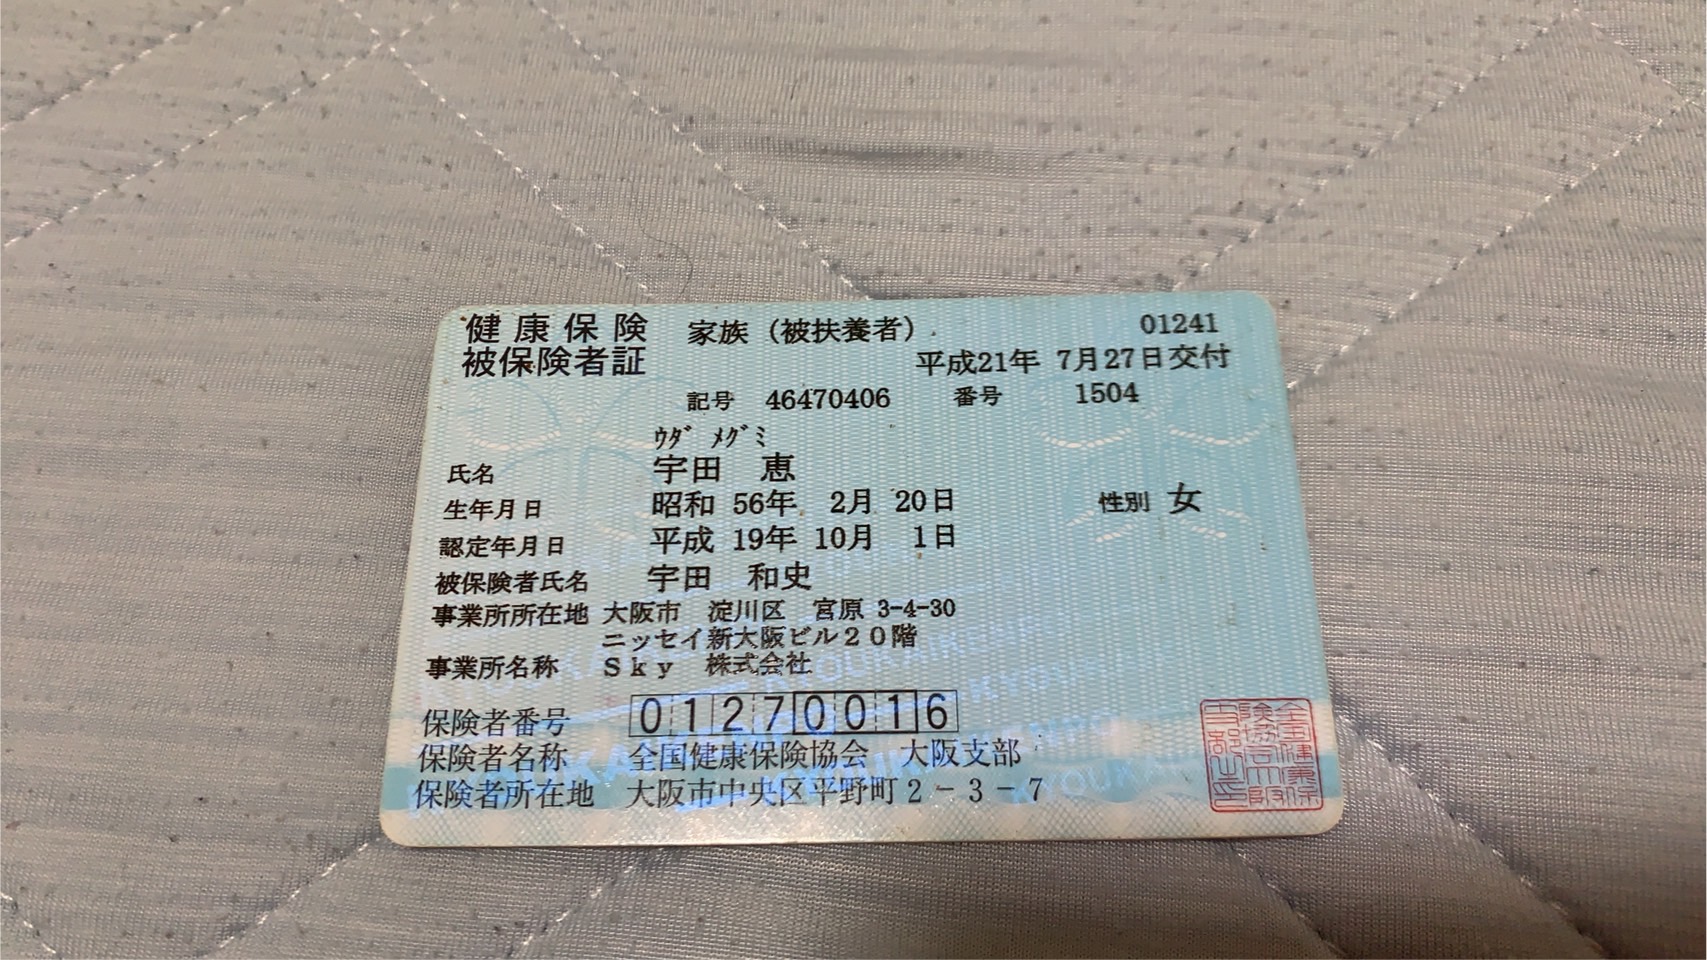 健康保険 家族（被扶養者） 01241
被保険者証 平成21年 7月27日交付
記号 46470406 番号 1504
ｳﾀﾞ ﾒｸﾞﾐ
氏名 宇田 恵
生年月日 昭和 56年 2月 20日 性別 女
認定年月日 平成 19年 10月 1日
被保険者氏名 宇田 和史
事業所所在地 大阪市 淀川区 宮原 3-4-30
ニッセイ新大阪ビル２０階
事業所名称 Ｓｋｙ 株式会社
保険者番号 01270016
保険者名称 全国健康保険協会 大阪支部
保険者所在地 大阪市中央区平野町２－３－７